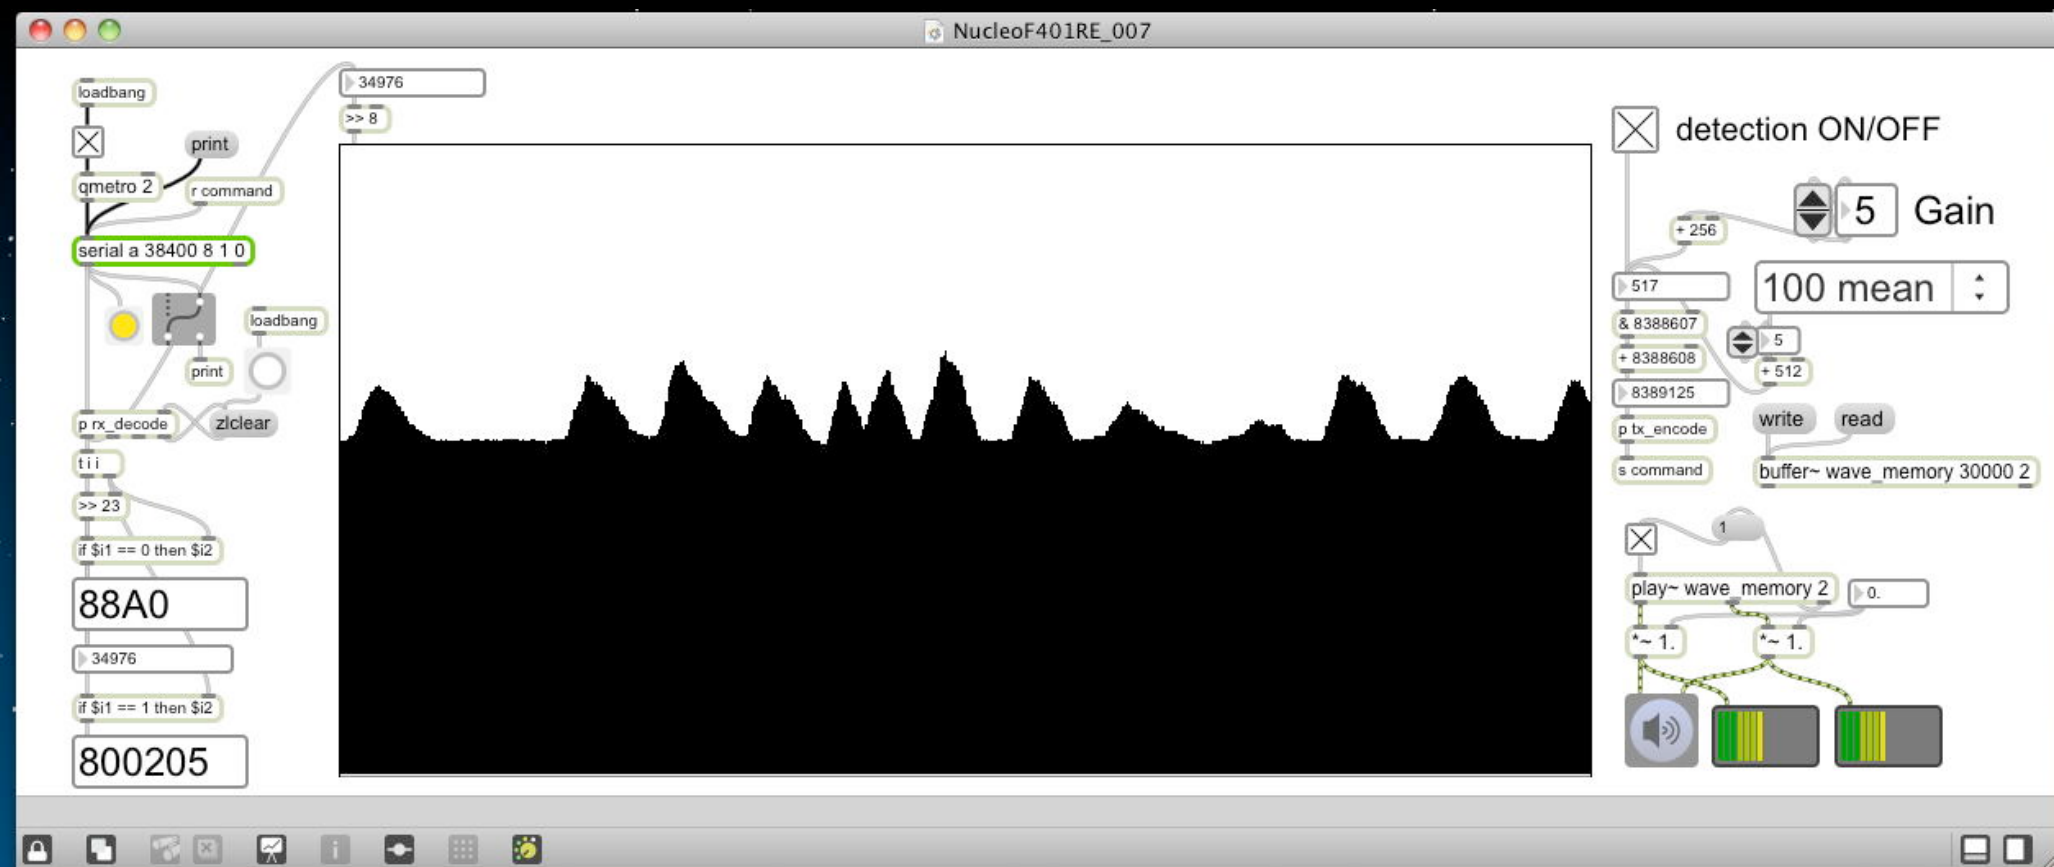 NucleoF401RE_007
loadbang
34976
>> 8
print
qmetro 2
r command
serial a 38400 8 1 0
loadbang
print
p rx_decode
zlclear
t i i
>> 23
if $i1 == 0 then $i2
88A0
34976
if $i1 == 1 then $i2
800205
detection ON/OFF
5
Gain
+ 256
517
100 mean
& 8388607
5
+ 8388608
+ 512
8389125
write
read
p tx_encode
s command
buffer~ wave_memory 30000 2
1
play~ wave_memory 2
0.
*~ 1.
*~ 1.